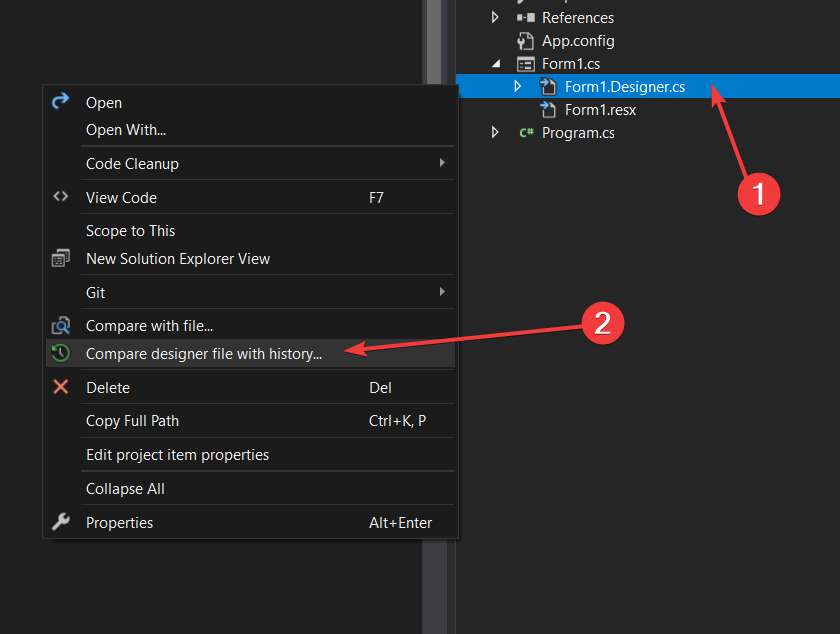 References
App.config
Form1.cs
Form1.Designer.cs
Form1.resx
C# Program.cs
1
Open
Open With...
Code Cleanup
View Code F7
Scope to This
New Solution Explorer View
Git
Compare with file...
Compare designer file with history...
2
Delete Del
Copy Full Path Ctrl+K, P
Edit project item properties
Collapse All
Properties Alt+Enter